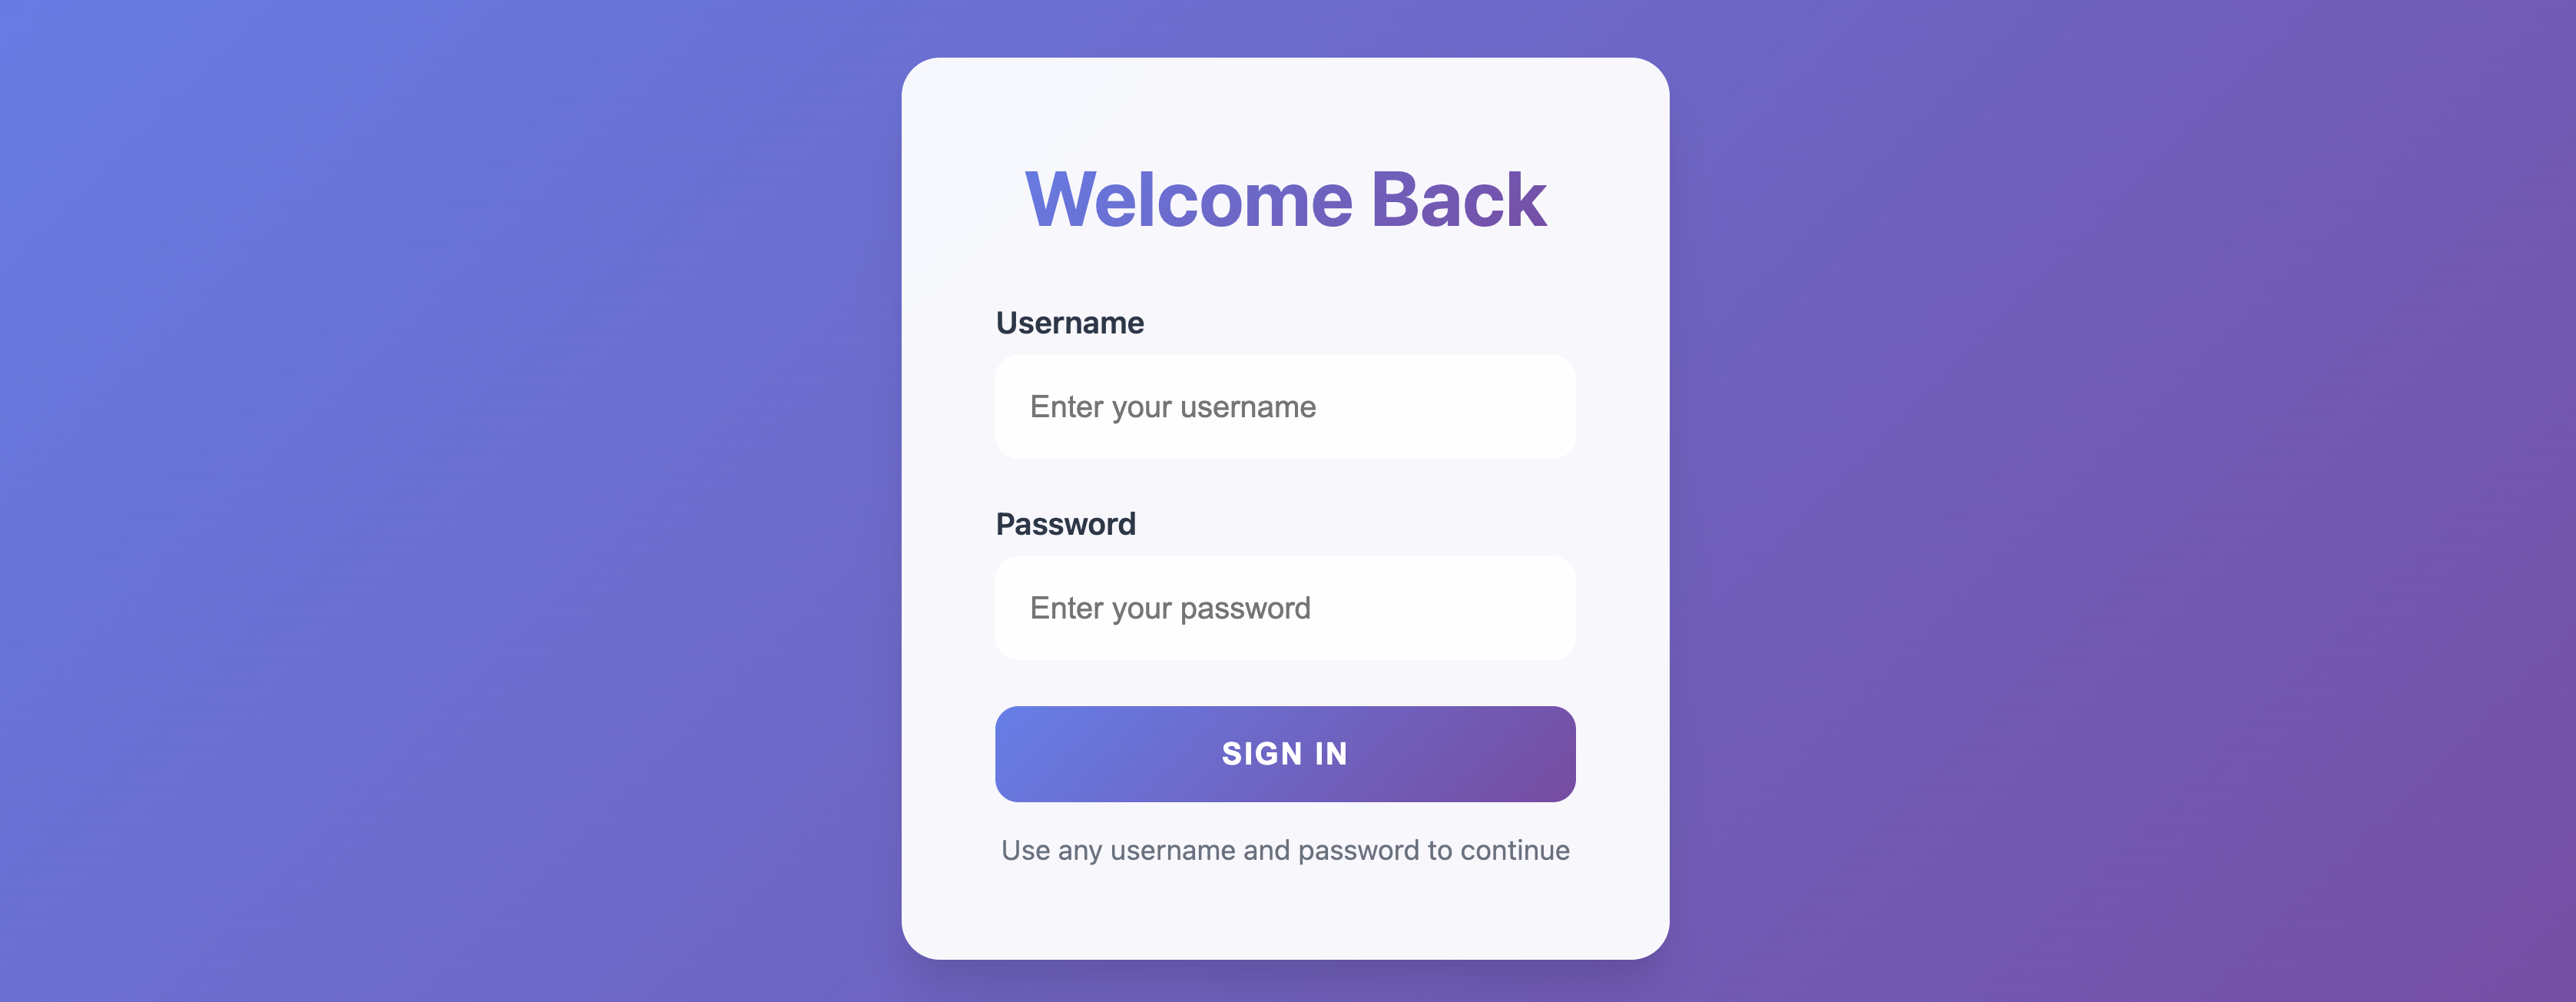 Welcome Back
Username
Enter your username
Password
Enter your password
SIGN IN
Use any username and password to continue